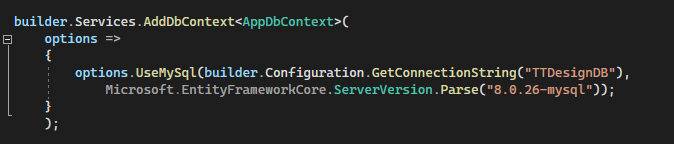 builder.Services.AddDbContext<AppDbContext>(
options =>
{
options.UseMySql(builder.Configuration.GetConnectionString("TTDesignDB"),
Microsoft.EntityFrameworkCore.ServerVersion.Parse("8.0.26-mysql"));
}
);